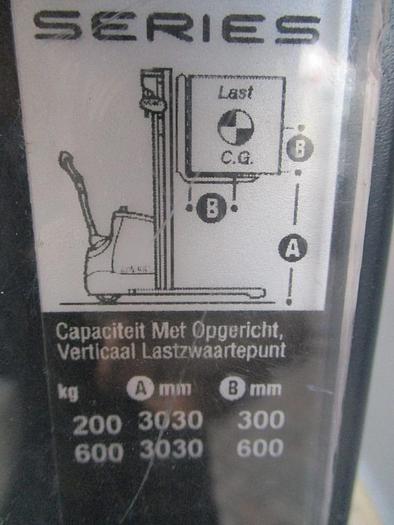 SERIES
Last
C.G.
B
B
A
Capaciteit Met Opgericht,
Verticaal Lastzwaartepunt
kg A mm B mm
200 3030 300
600 3030 600